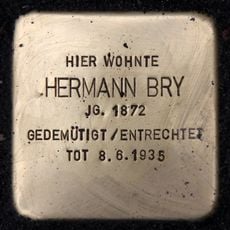 HIER WOHNTE
HERMANN BRY
JG. 1872
GEDEMÜTIGT / ENTRECHTET
TOT 8.6.1935